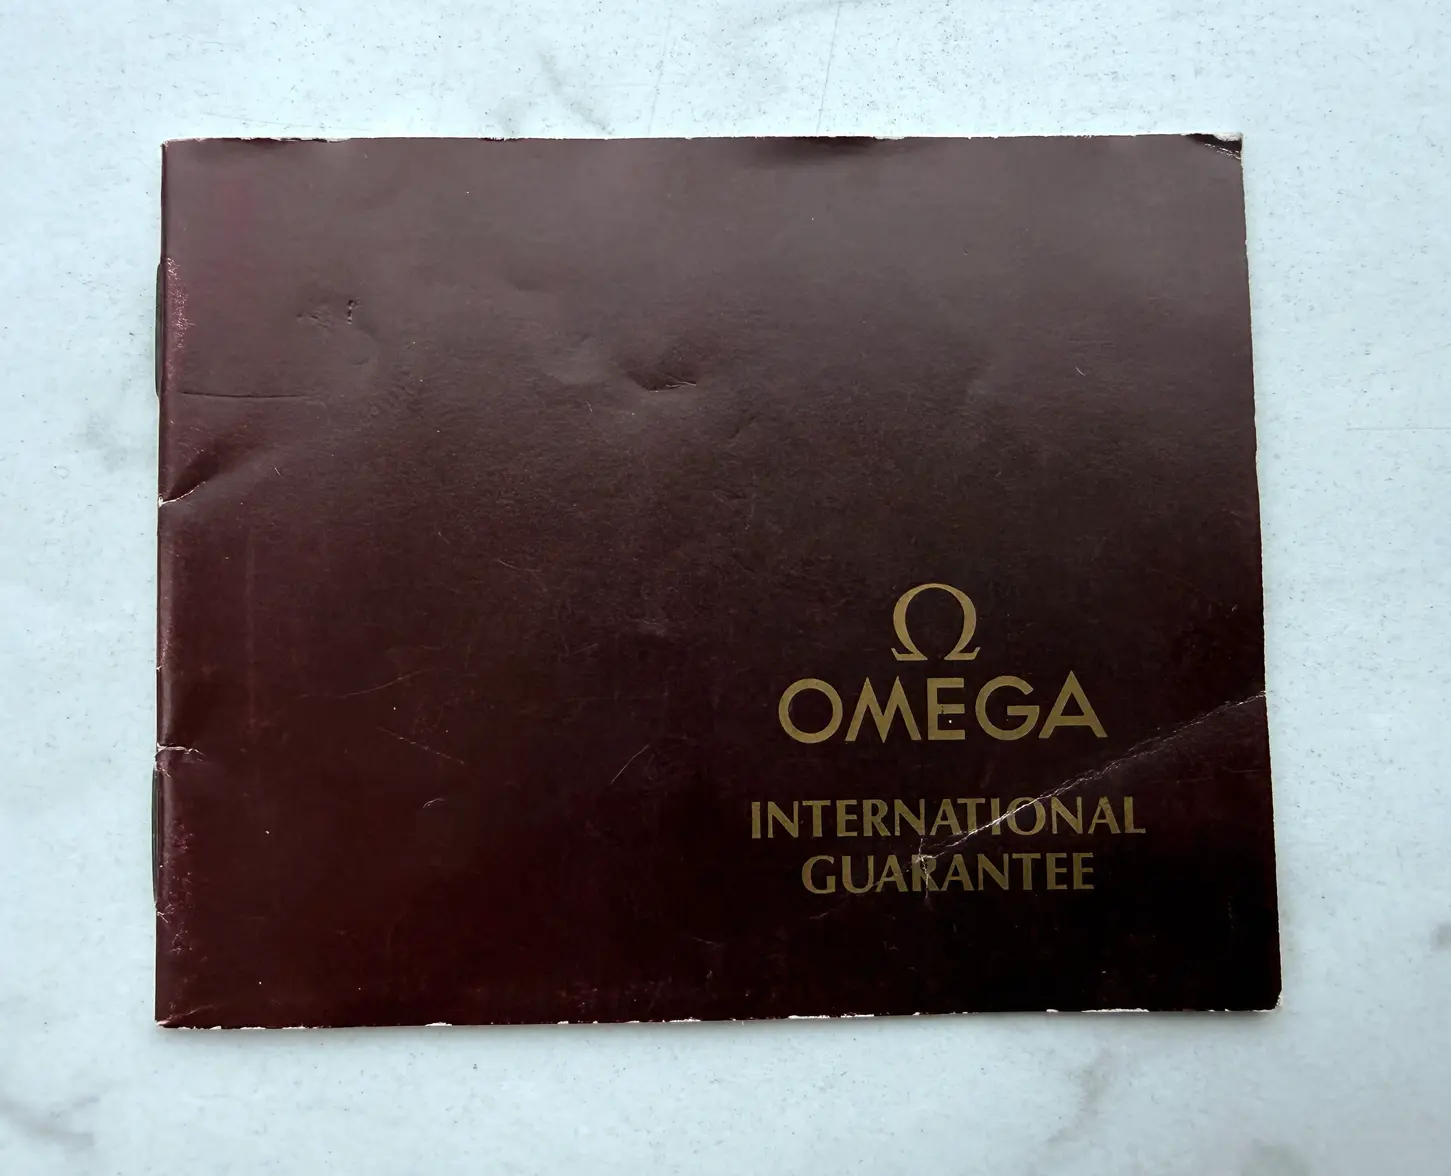 Ω
OMEGA
INTERNATIONAL
GUARANTEE